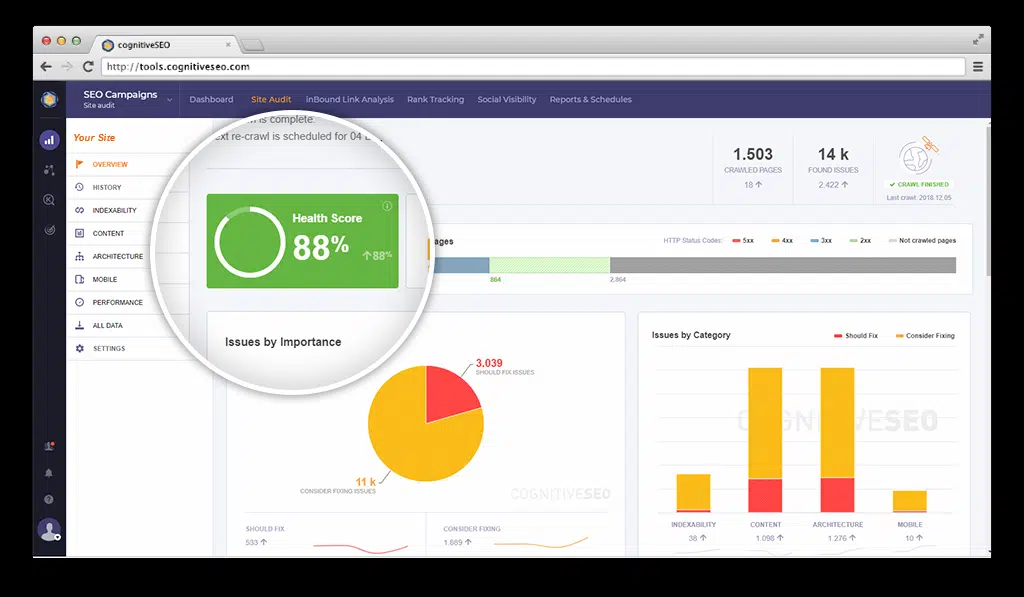 cognitiveSEO
http://tools.cognitiveseo.com
SEO Campaigns
Site audit
Dashboard
Site Audit
inBound Link Analysis
Rank Tracking
Social Visibility
Reports & Schedules
Your Site
OVERVIEW
HISTORY
INDEXABILITY
CONTENT
ARCHITECTURE
MOBILE
PERFORMANCE
ALL DATA
SETTINGS
is complete.
re-crawl is scheduled for 04
1.503
CRAWLED PAGES
18
14 k
FOUND ISSUES
2.422
CRAWL FINISHED
Last crawl: 2018.12.05
Health Score
88%
88%
ages
HTTP Status Codes:
5xx
4xx
3xx
2xx
Not crawled pages
864
2,864
Issues by Importance
3.039
SHOULD FIX ISSUES
11 k
CONSIDER FIXING ISSUES
COGNITIVESEO
SHOULD FIX
533
CONSIDER FIXING
1.889
Issues by Category
Should Fix
Consider Fixing
COGNITIVESEO
INDEXABILITY
CONTENT
ARCHITECTURE
MOBILE
38
1.098
1.276
10